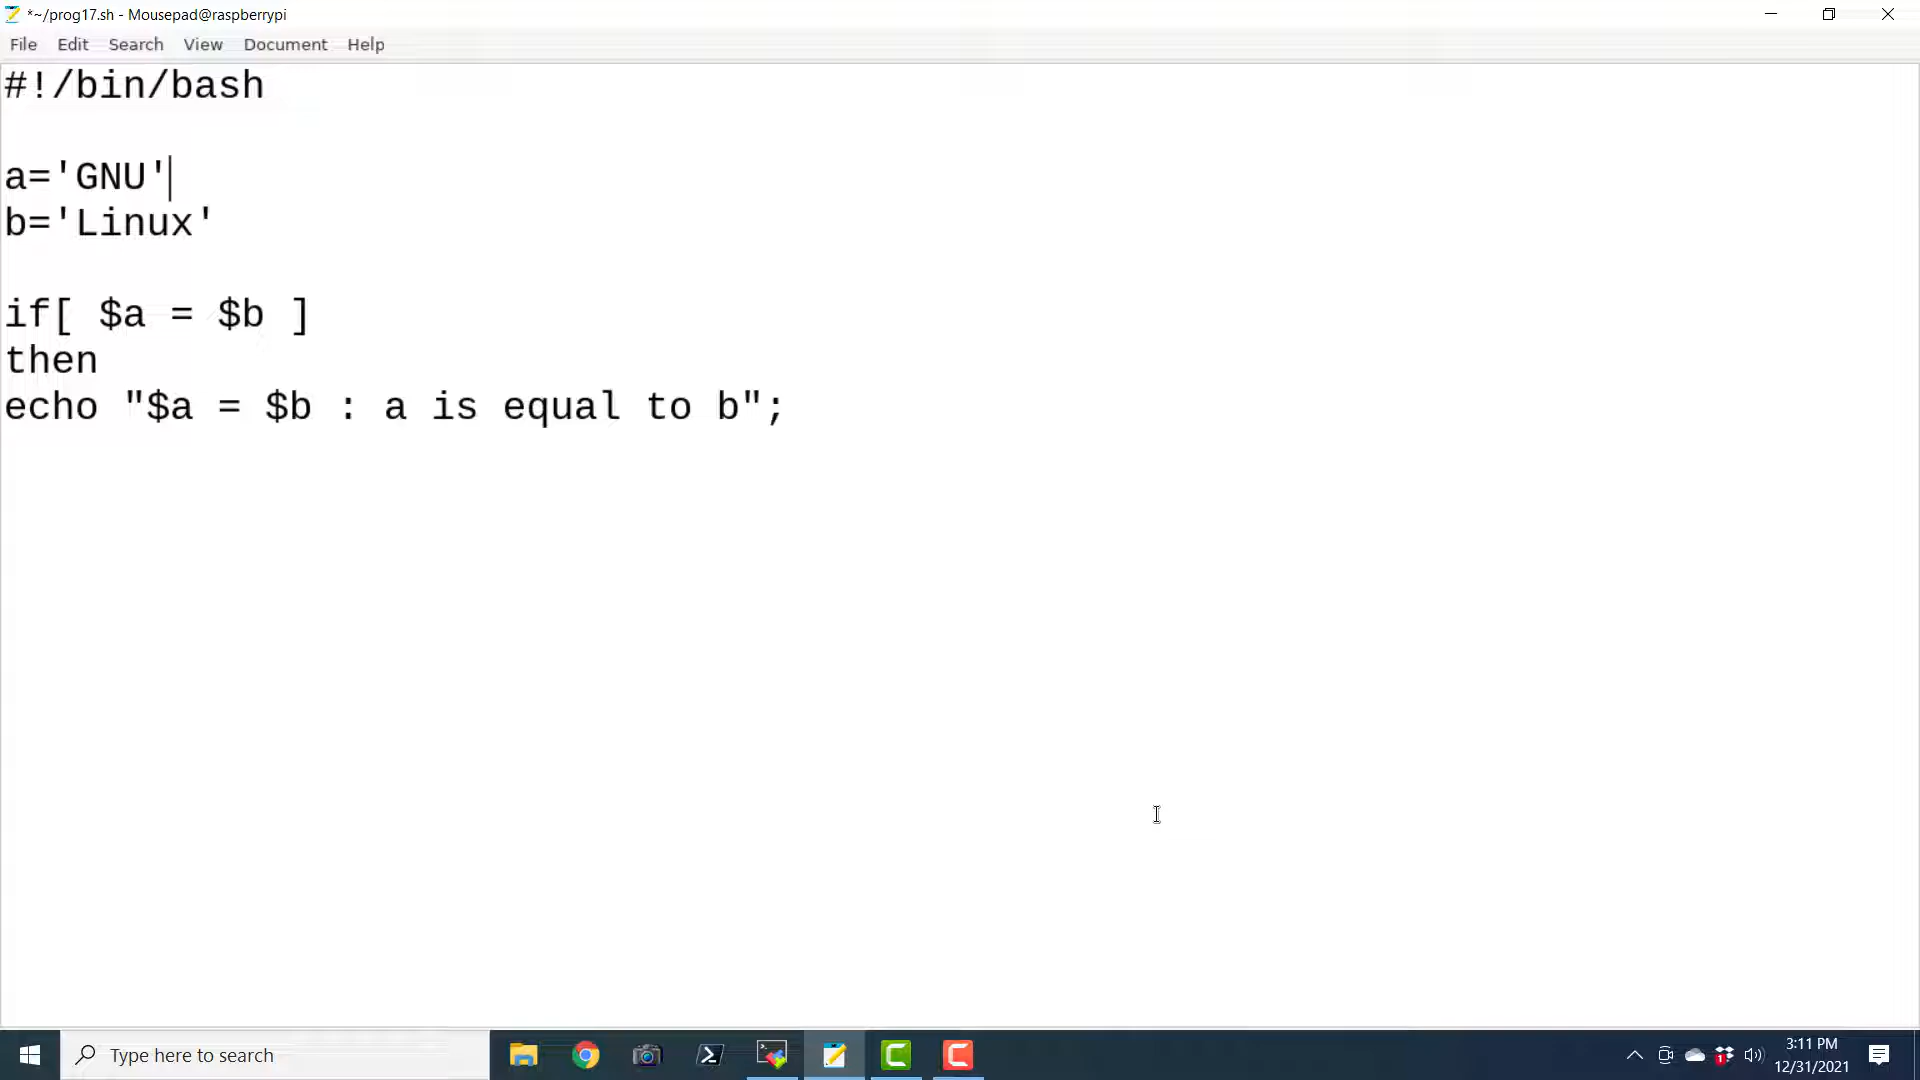 *~/prog17.sh - Mousepad@raspberrypi
File Edit Search View Document Help
#!/bin/bash
a='GNU'
b='Linux'
if[ $a = $b ]
then
echo "$a = $b : a is equal to b";
Type here to search
1
3:11 PM
12/31/2021